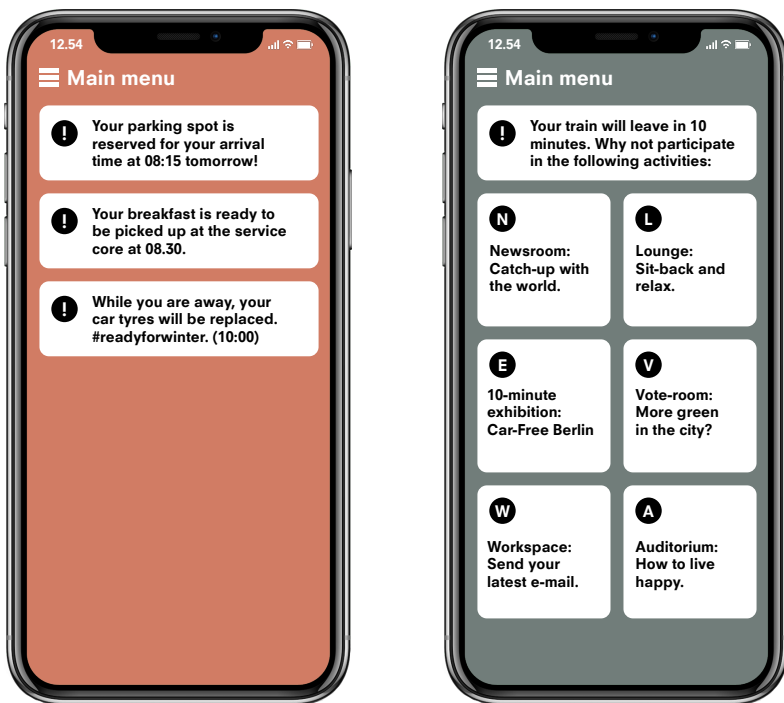 12.54
Main menu
!
Your parking spot is
reserved for your arrival
time at 08:15 tomorrow!
!
Your breakfast is ready to
be picked up at the service
core at 08.30.
!
While you are away, your
car tyres will be replaced.
#readyforwinter. (10:00)
12.54
Main menu
!
Your train will leave in 10
minutes. Why not participate
in the following activities:
N
Newsroom:
Catch-up with
the world.
L
Lounge:
Sit-back and
relax.
E
10-minute
exhibition:
Car-Free Berlin
V
Vote-room:
More green
in the city?
W
Workspace:
Send your
latest e-mail.
A
Auditorium:
How to live
happy.